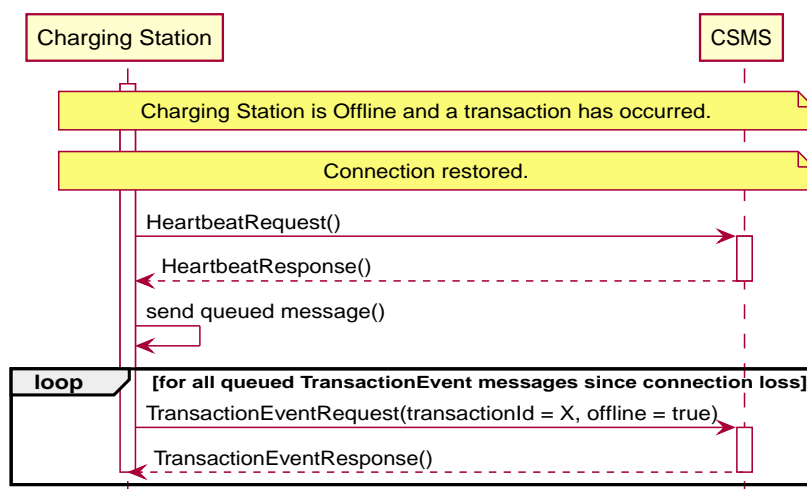 Charging Station
CSMS
Charging Station is Offline and a transaction has occurred.
Connection restored.
HeartbeatRequest()
HeartbeatResponse()
send queued message()
loop
[for all queued TransactionEvent messages since connection loss]
TransactionEventRequest(transactionId = X, offline = true)
TransactionEventResponse()